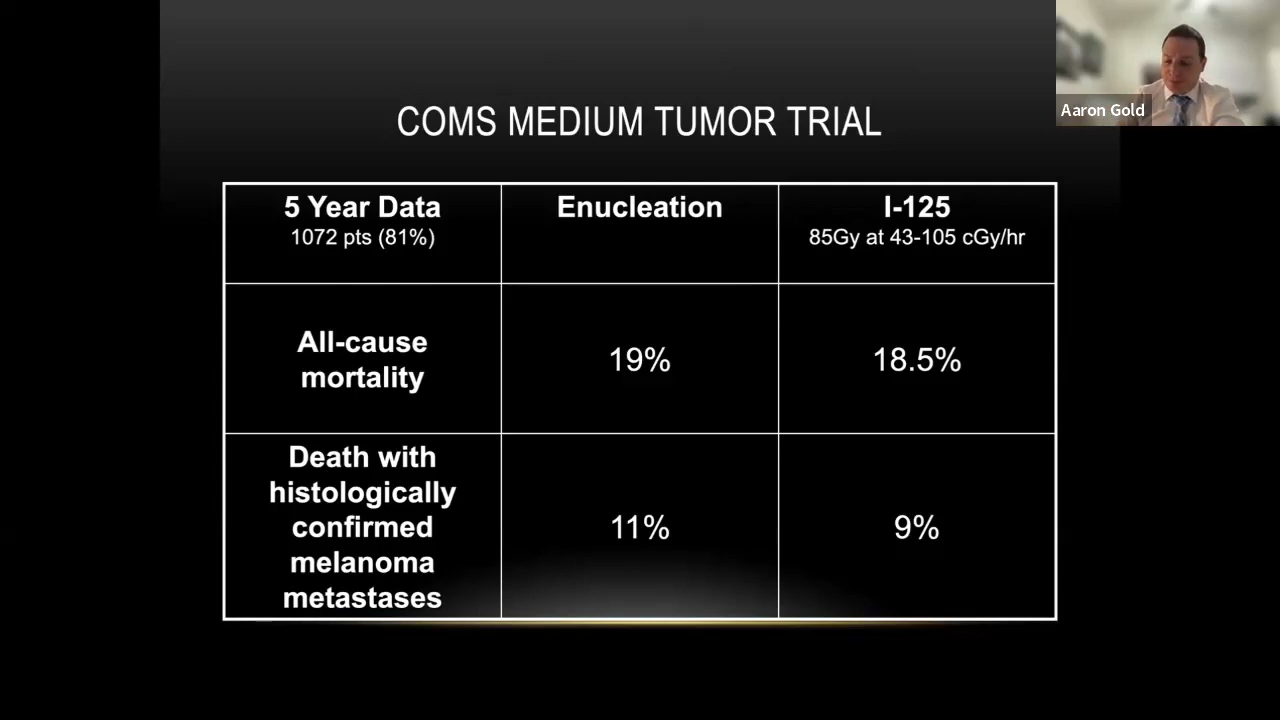 Aaron Gold
COMS MEDIUM TUMOR TRIAL
5 Year Data
1072 pts (81%)
Enucleation
I-125
85Gy at 43-105 cGy/hr
All-cause
mortality
19%
18.5%
Death with
histologically
confirmed
melanoma
metastases
11%
9%